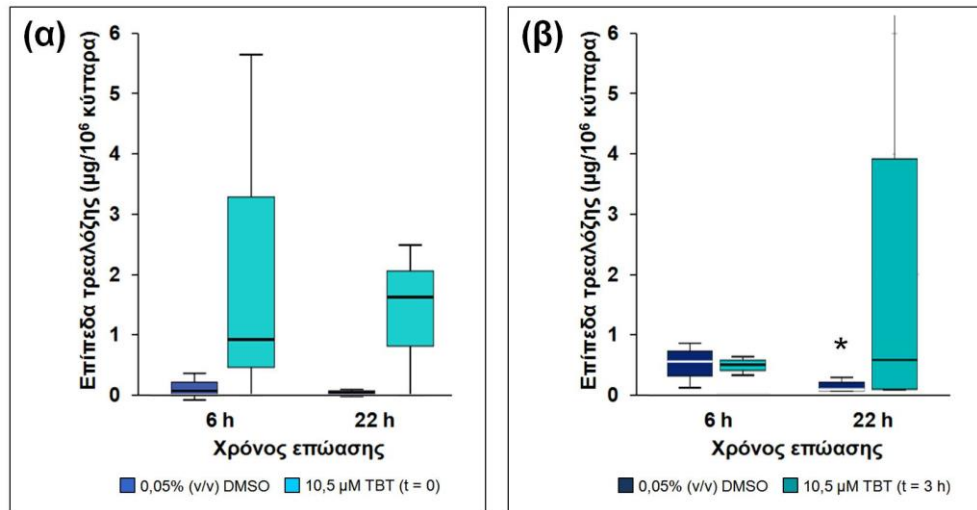 (α)
Επίπεδα τρεαλόζης (μg/10⁶ κύτταρα)
6
5
4
3
2
1
0
6 h 22 h
Χρόνος επώασης
0,05% (v/v) DMSO 10,5 μM TBT (t = 0)
(β)
Επίπεδα τρεαλόζης (μg/10⁶ κύτταρα)
6
5
4
3
2
1
0
*
6 h 22 h
Χρόνος επώασης
0,05% (v/v) DMSO 10,5 μM TBT (t = 3 h)